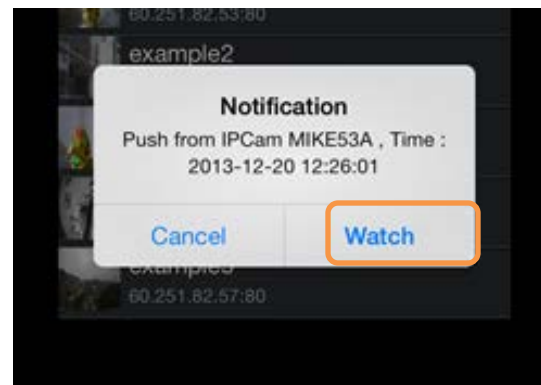 60.251.82.53:80
example2
Notification
Push from IPCam MIKE53A , Time :
2013-12-20 12:26:01
Cancel
Watch
60.251.82.57:80